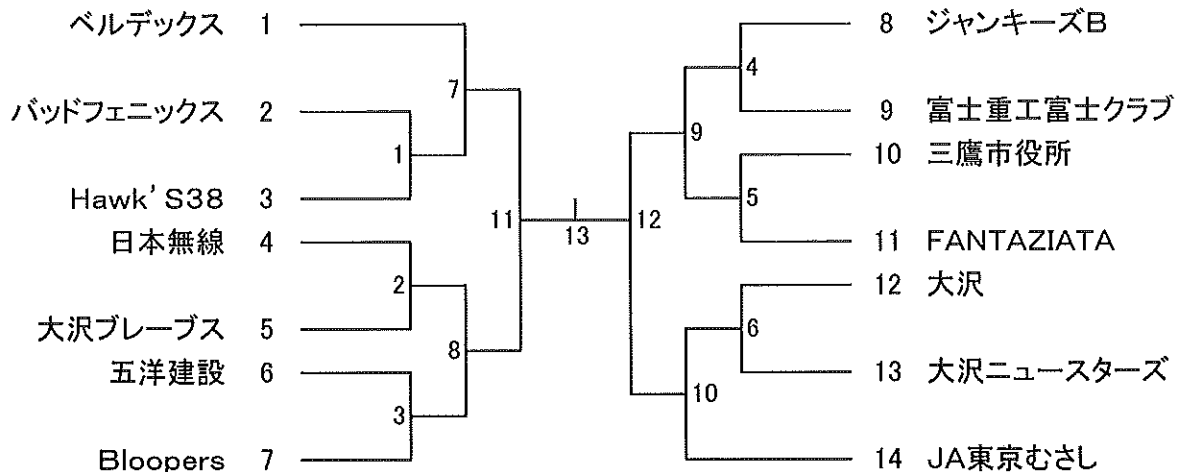 ベルデックス 1
バッドフェニックス 2
Hawk'S38 3
日本無線 4
大沢ブレーブス 5
五洋建設 6
Bloopers 7
7
1
2
8
3
11
13
12
9
4
5
6
10
8 ジャンキーズB
9 富士重工富士クラブ
10 三鷹市役所
11 FANTAZIATA
12 大沢
13 大沢ニュースターズ
14 JA東京むさし